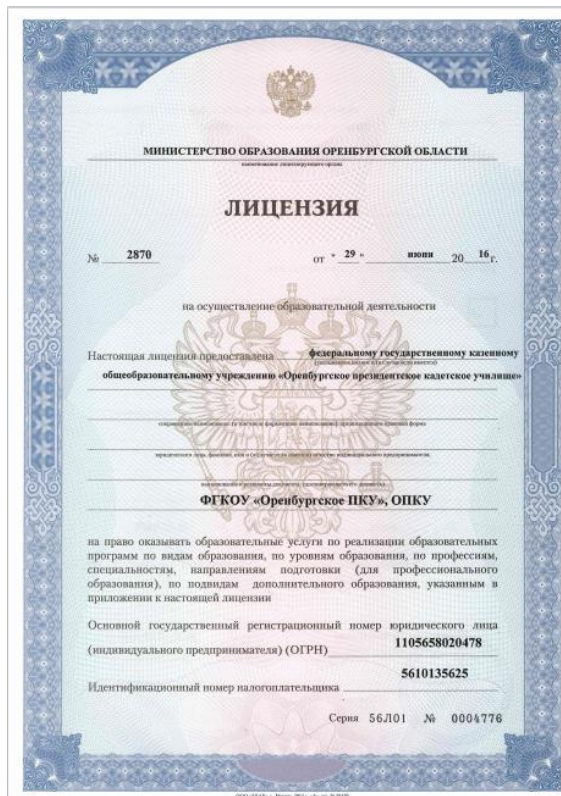 МИНИСТЕРСТВО ОБРАЗОВАНИЯ ОРЕНБУРГСКОЙ ОБЛАСТИ
наименование лицензирующего органа
ЛИЦЕНЗИЯ
№ 2870 от " 29 " июня 20 16 г.
на осуществление образовательной деятельности
Настоящая лицензия предоставлена федеральному государственному казенному
общеобразовательному учреждению «Оренбургское президентское кадетское училище»
ФГКОУ «Оренбургское ПКУ», ОПКУ
на право оказывать образовательные услуги по реализации образовательных
программ по видам образования, по уровням образования, по профессиям,
специальностям, направлениям подготовки (для профессионального
образования), по подвидам дополнительного образования, указанным в
приложении к настоящей лицензии
Основной государственный регистрационный номер юридического лица
(индивидуального предпринимателя) (ОГРН) 1105658020478
Идентификационный номер налогоплательщика 5610135625
Серия 56Л01 № 0004776